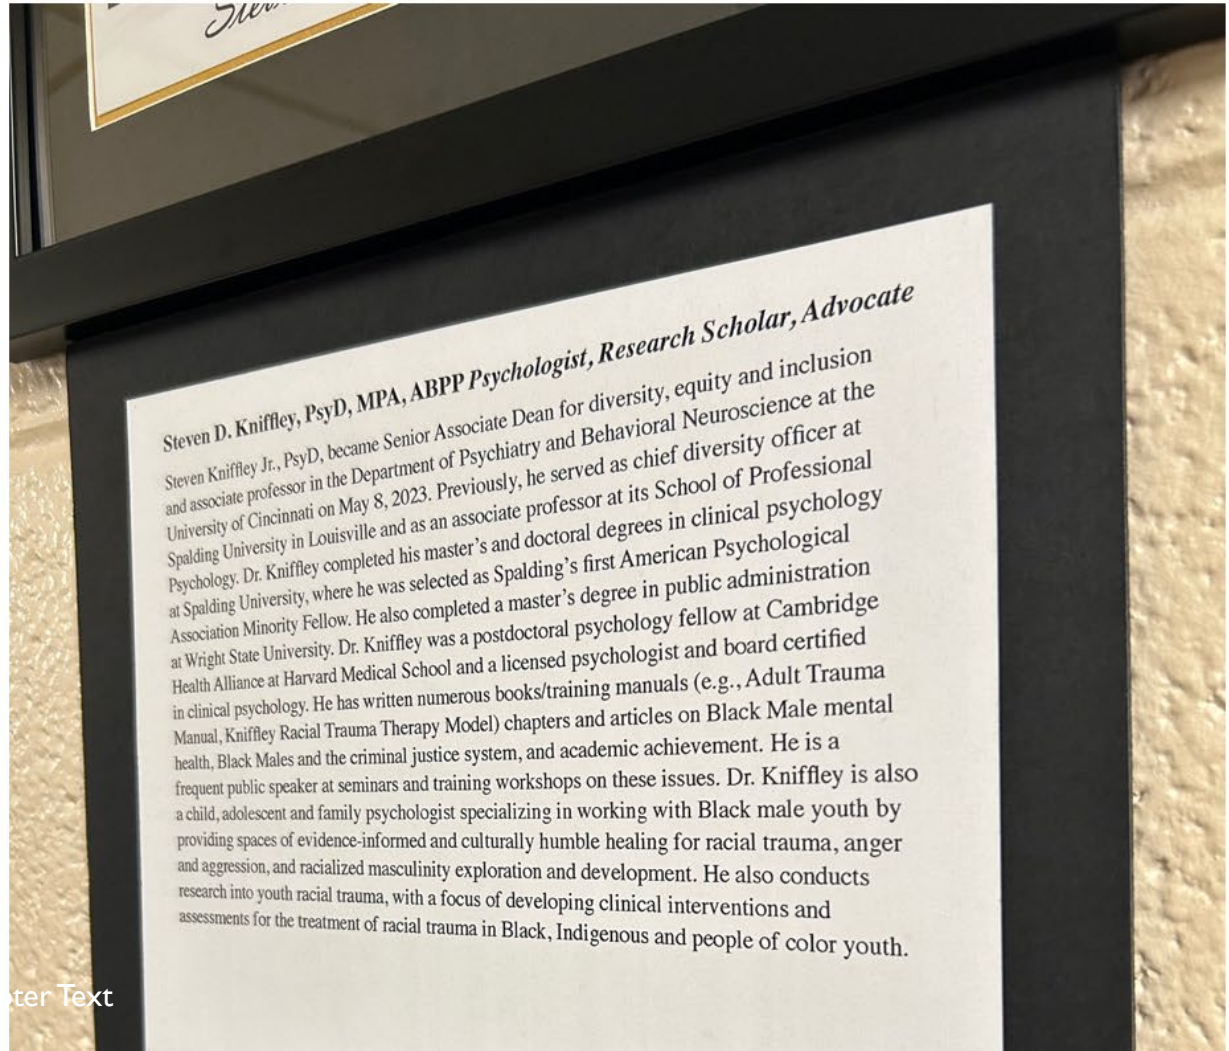 Steven D. Kniffley, PsyD, MPA, ABPP Psychologist, Research Scholar, Advocate
Steven Kniffley Jr., PsyD, became Senior Associate Dean for diversity, equity and inclusion
and associate professor in the Department of Psychiatry and Behavioral Neuroscience at the
University of Cincinnati on May 8, 2023. Previously, he served as chief diversity officer at
Spalding University in Louisville and as an associate professor at its School of Professional
Psychology. Dr. Kniffley completed his master's and doctoral degrees in clinical psychology
at Spalding University, where he was selected as Spalding's first American Psychological
Association Minority Fellow. He also completed a master's degree in public administration
at Wright State University. Dr. Kniffley was a postdoctoral psychology fellow at Cambridge
Health Alliance at Harvard Medical School and a licensed psychologist and board certified
in clinical psychology. He has written numerous books/training manuals (e.g., Adult Trauma
Manual, Kniffley Racial Trauma Therapy Model) chapters and articles on Black Male mental
health, Black Males and the criminal justice system, and academic achievement. He is a
frequent public speaker at seminars and training workshops on these issues. Dr. Kniffley is also
a child, adolescent and family psychologist specializing in working with Black male youth by
providing spaces of evidence-informed and culturally humble healing for racial trauma, anger
and aggression, and racialized masculinity exploration and development. He also conducts
research into youth racial trauma, with a focus of developing clinical interventions and
assessments for the treatment of racial trauma in Black, Indigenous and people of color youth.
ter Text